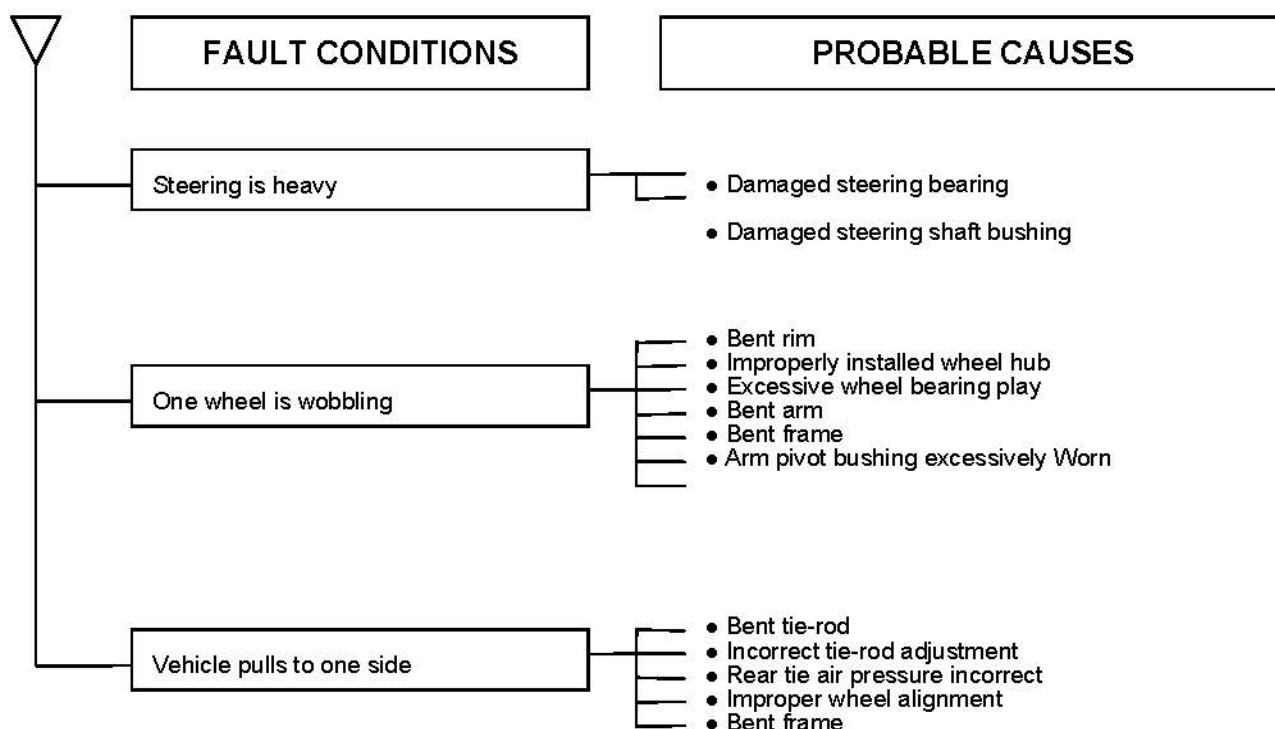 FAULT CONDITIONS
PROBABLE CAUSES
Steering is heavy
• Damaged steering bearing
• Damaged steering shaft bushing
One wheel is wobbling
• Bent rim
• Improperly installed wheel hub
• Excessive wheel bearing play
• Bent arm
• Bent frame
• Arm pivot bushing excessively Worn
Vehicle pulls to one side
• Bent tie-rod
• Incorrect tie-rod adjustment
• Rear tie air pressure incorrect
• Improper wheel alignment
• Bent frame